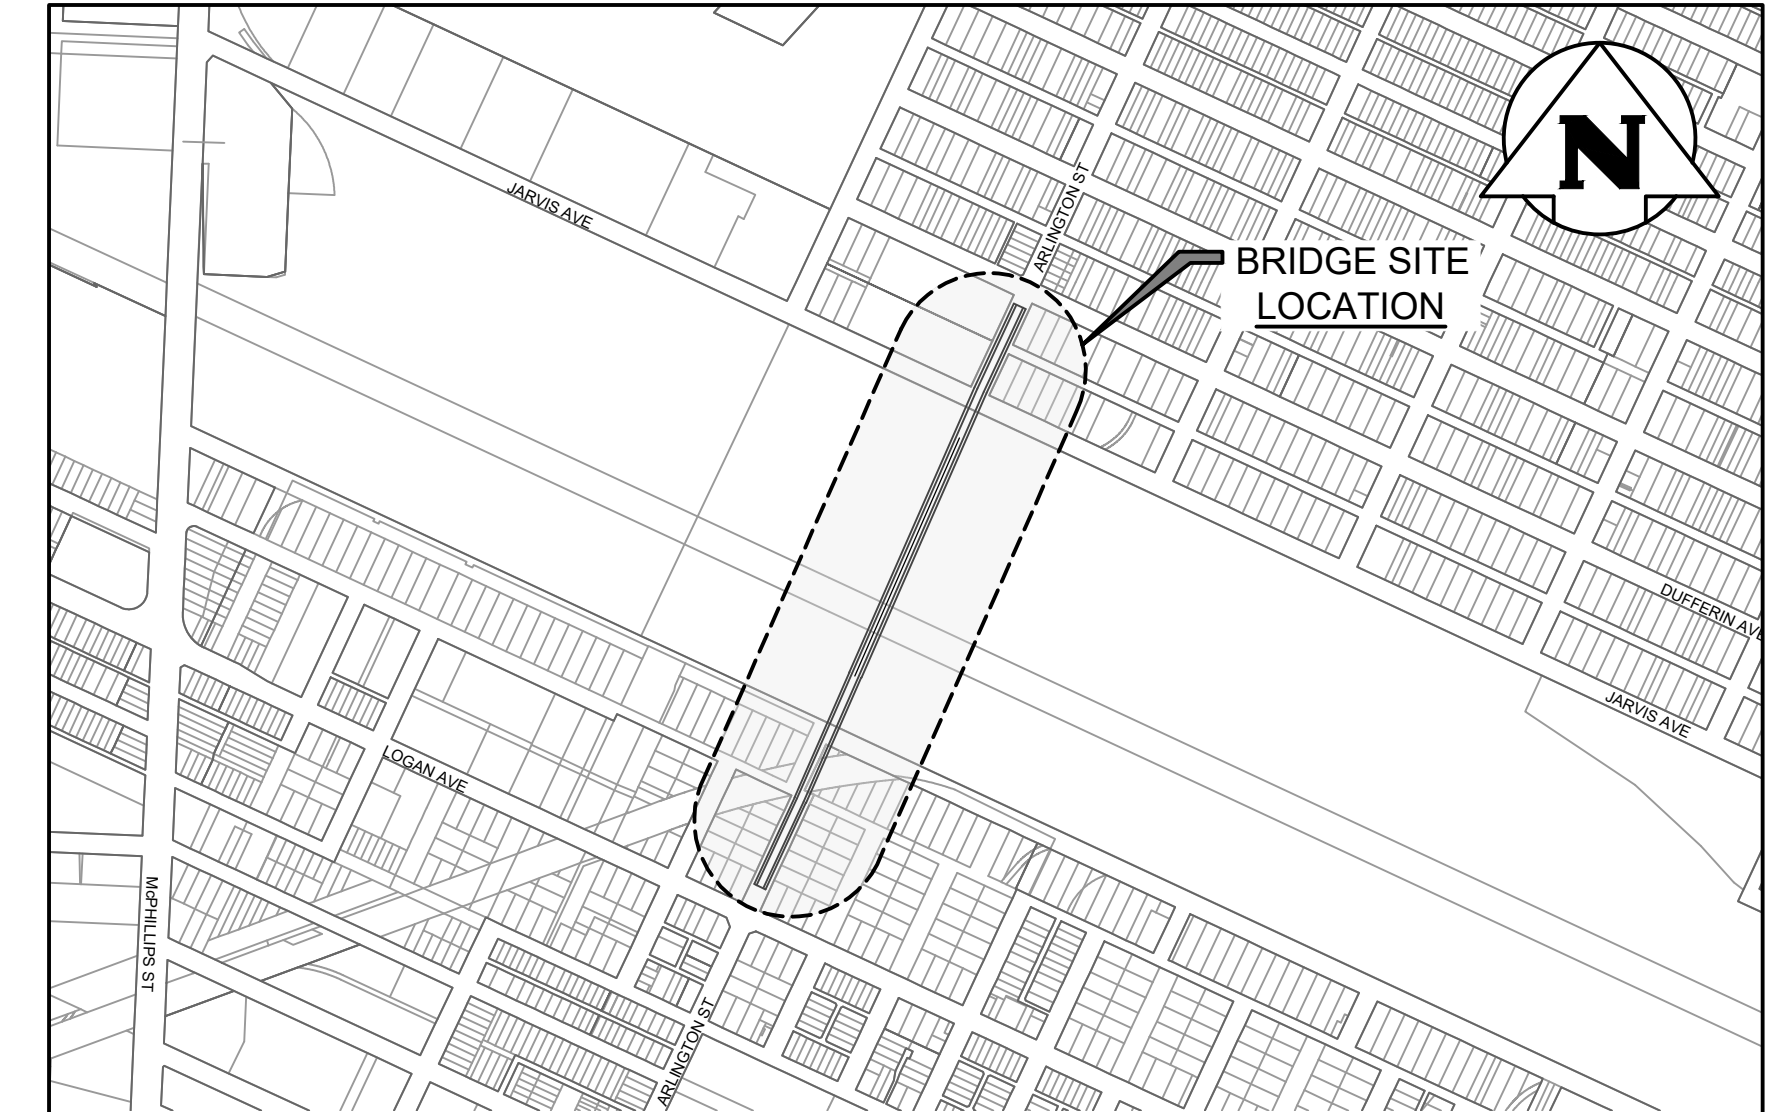 N
ARLINGTON ST
JARVIS AVE
BRIDGE SITE
LOCATION
DUFFERIN AVE
JARVIS AVE
LOGAN AVE
McPHILLIPS ST
ARLINGTON ST